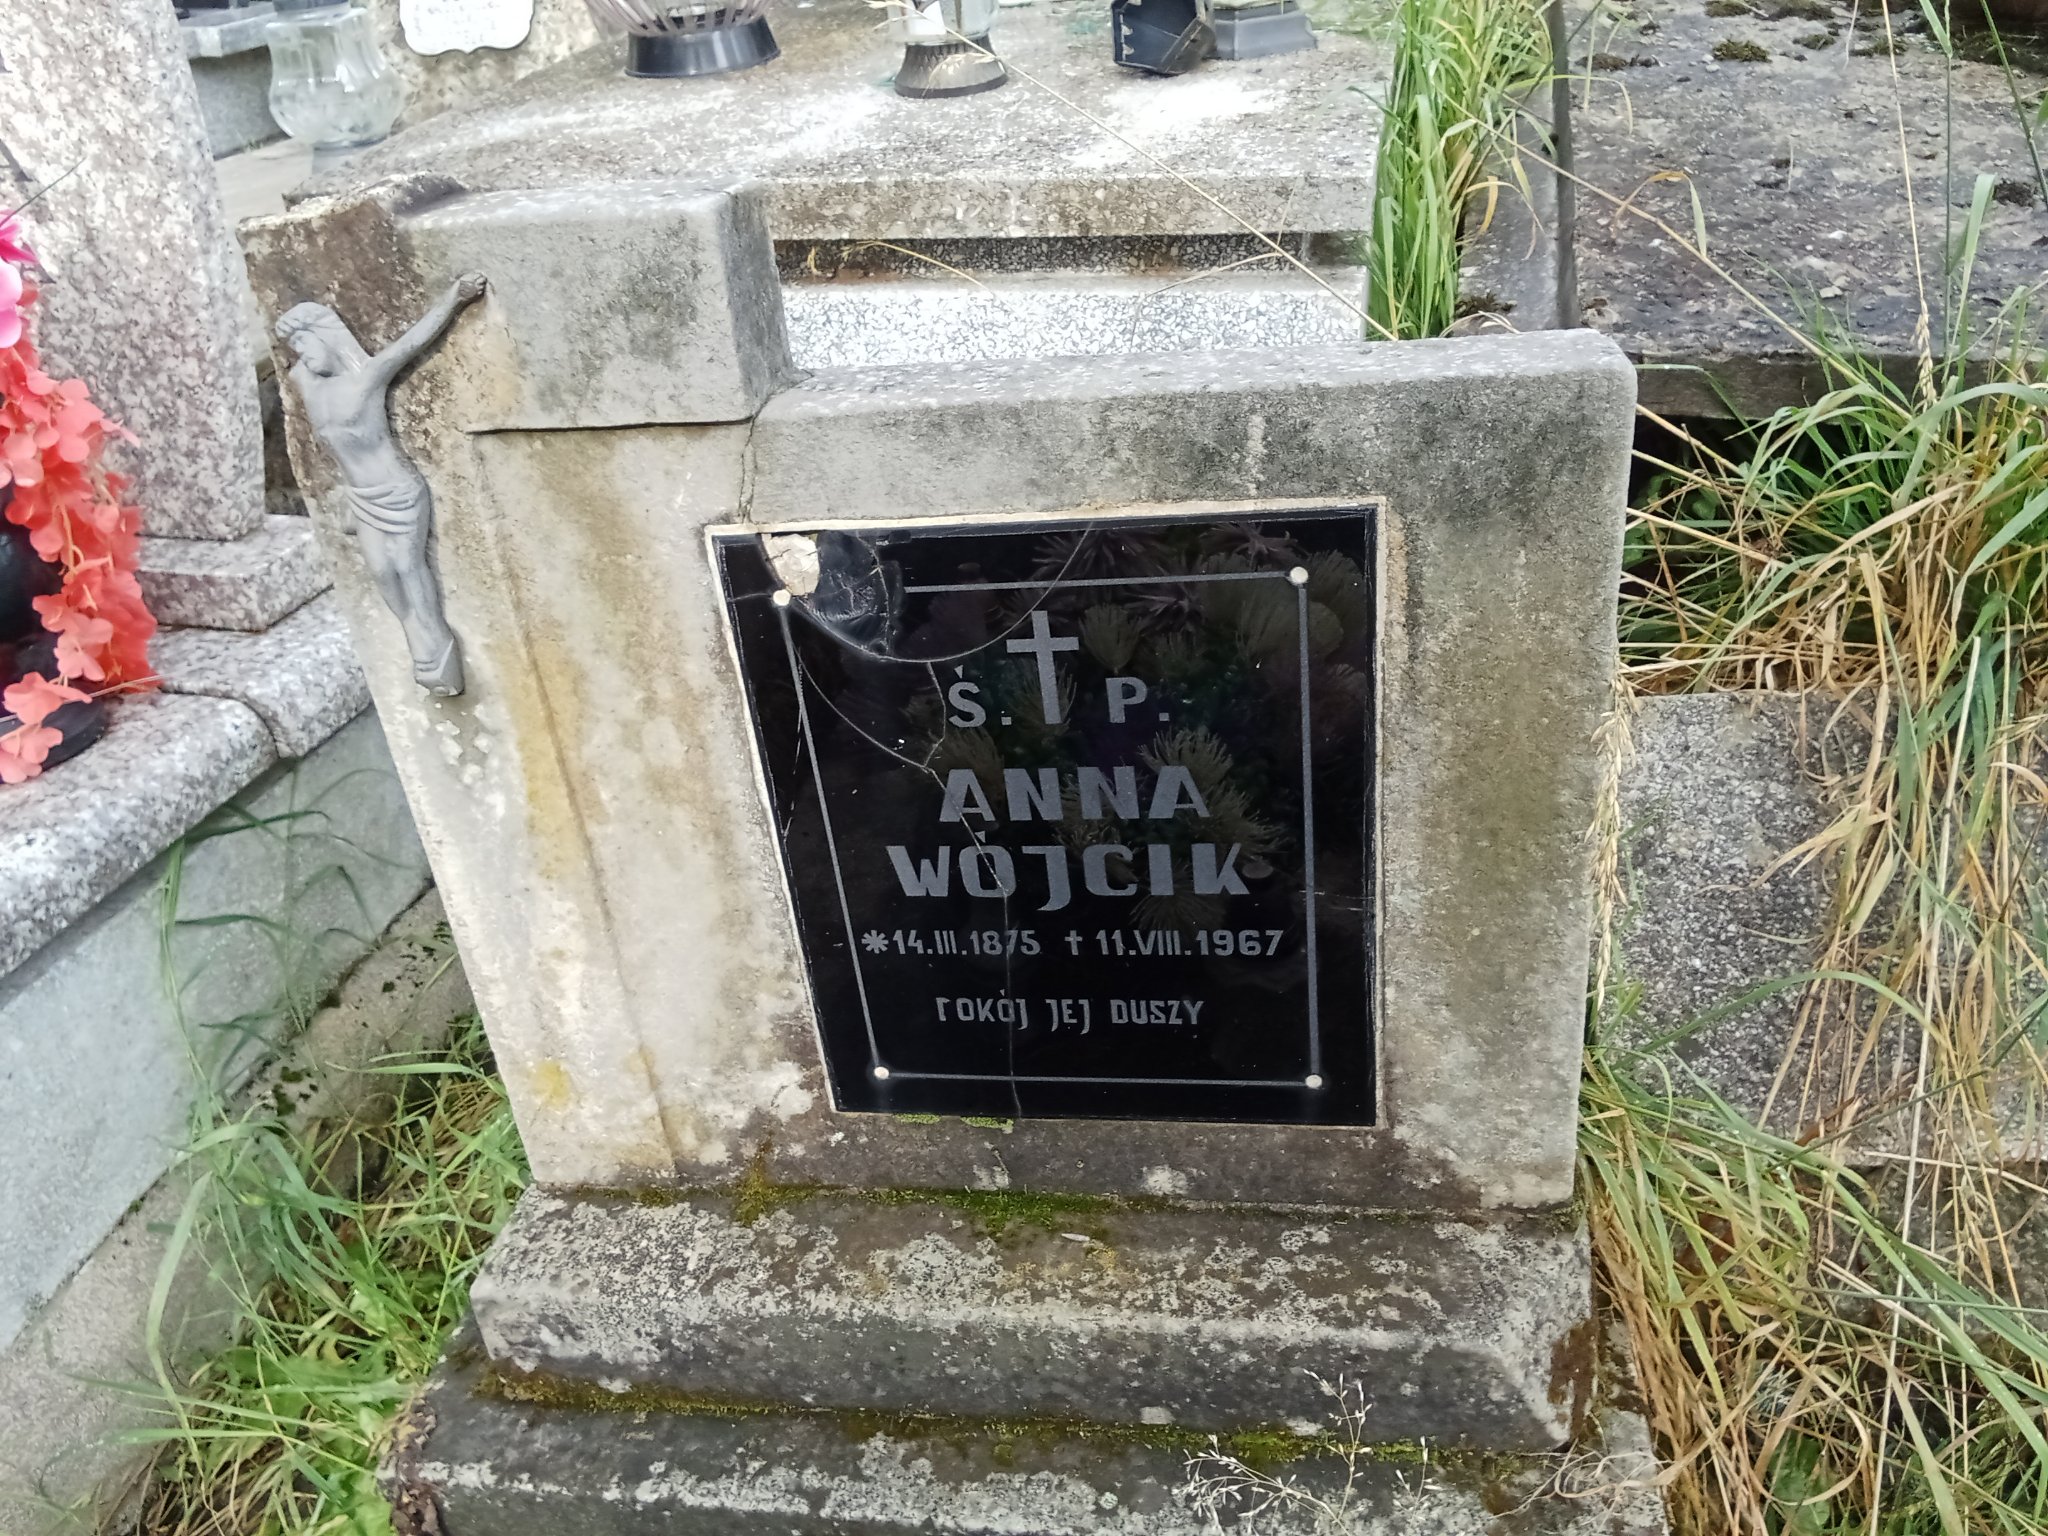 Ś. P.
ANNA
WÓJCIK
*14.III.1875 †11.VIII.1967
POKÓJ JEJ DUSZY